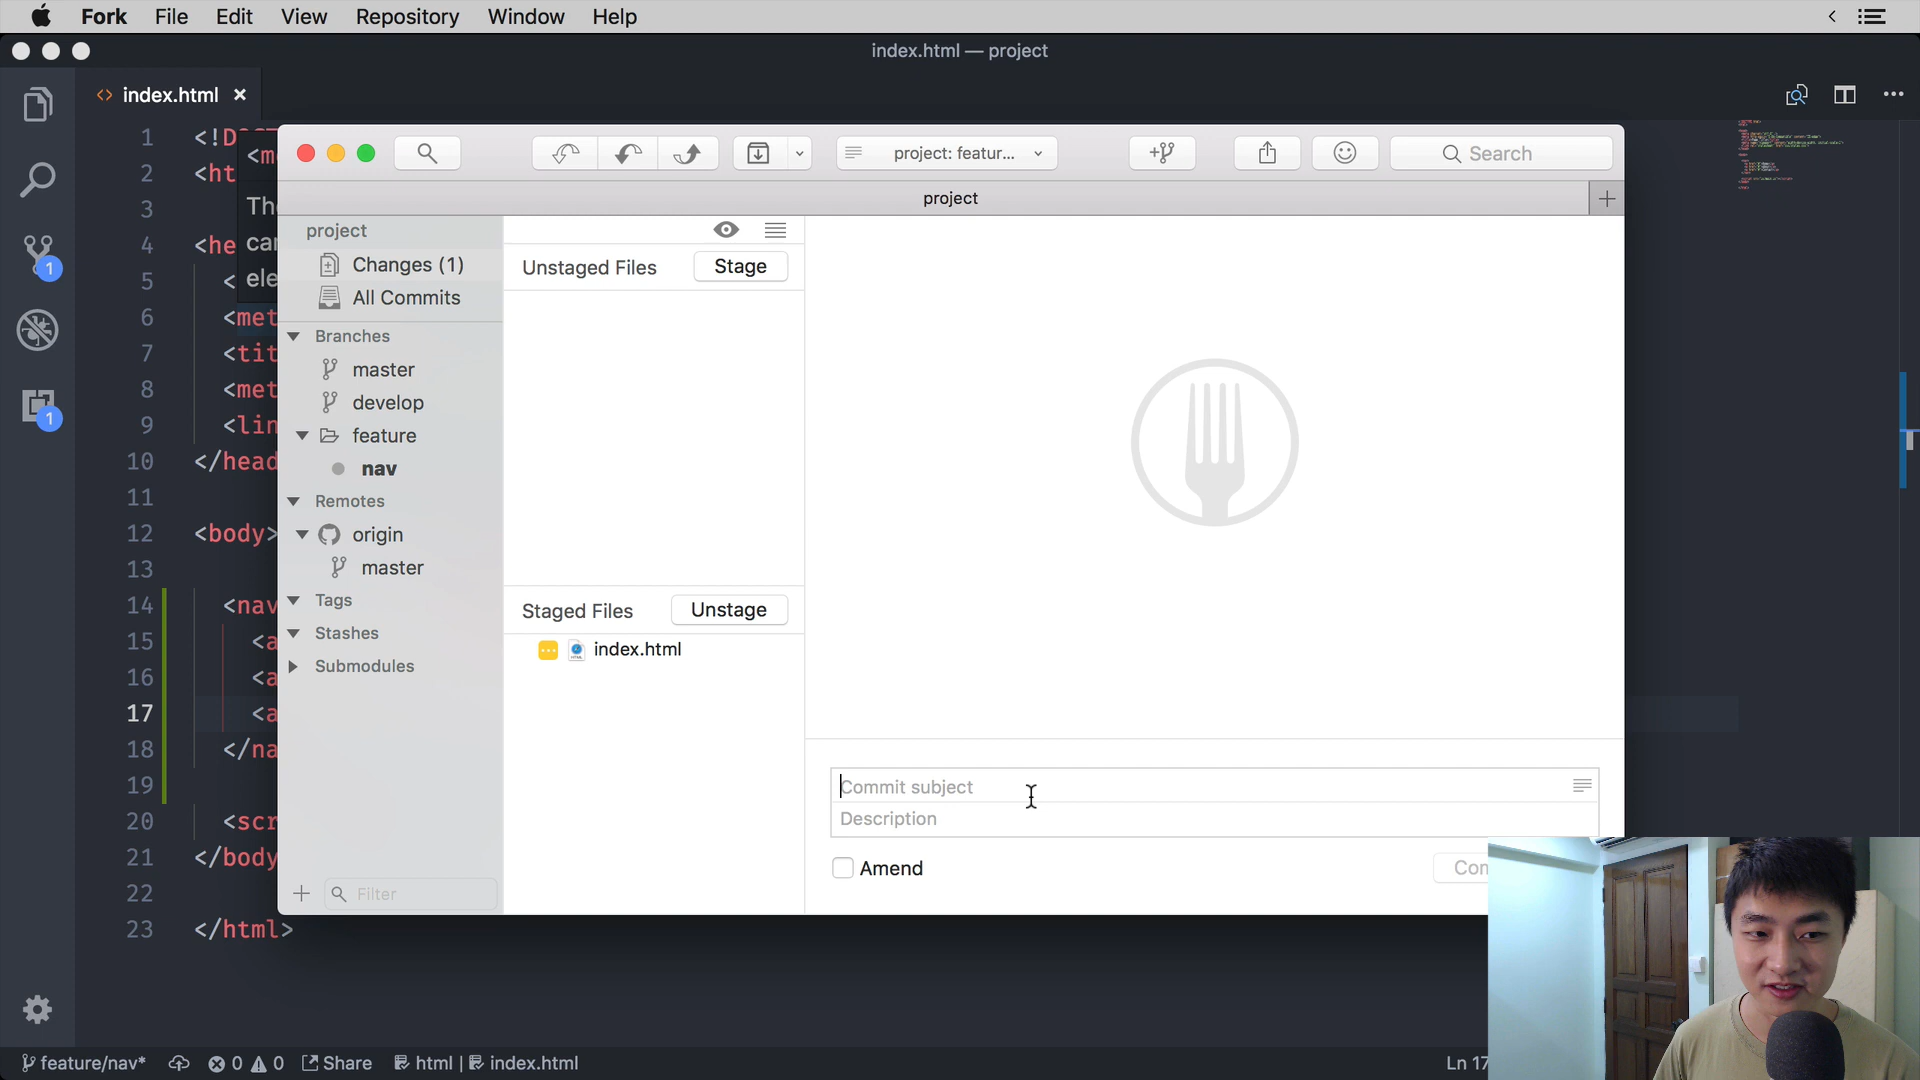 Fork File Edit View Repository Window Help
index.html — project
index.html
1 <!D
2 <ht
3
4 <he
5 <
6 <met
7 <tit
8 <met
9 <lin
10 </head
11
12 <body>
13
14 <nav
15 <a
16 <a
17 <a
18 </na
19
20 <scr
21 </body
22
23 </html>
project: featur...
Search
project
project
Changes (1)
All Commits
Branches
master
develop
feature
nav
Remotes
origin
master
Tags
Stashes
Submodules
Filter
Unstaged Files Stage
Staged Files Unstage
index.html
Commit subject
Description
Amend
1
1
feature/nav* 0 0 Share html | index.html
Ln 17